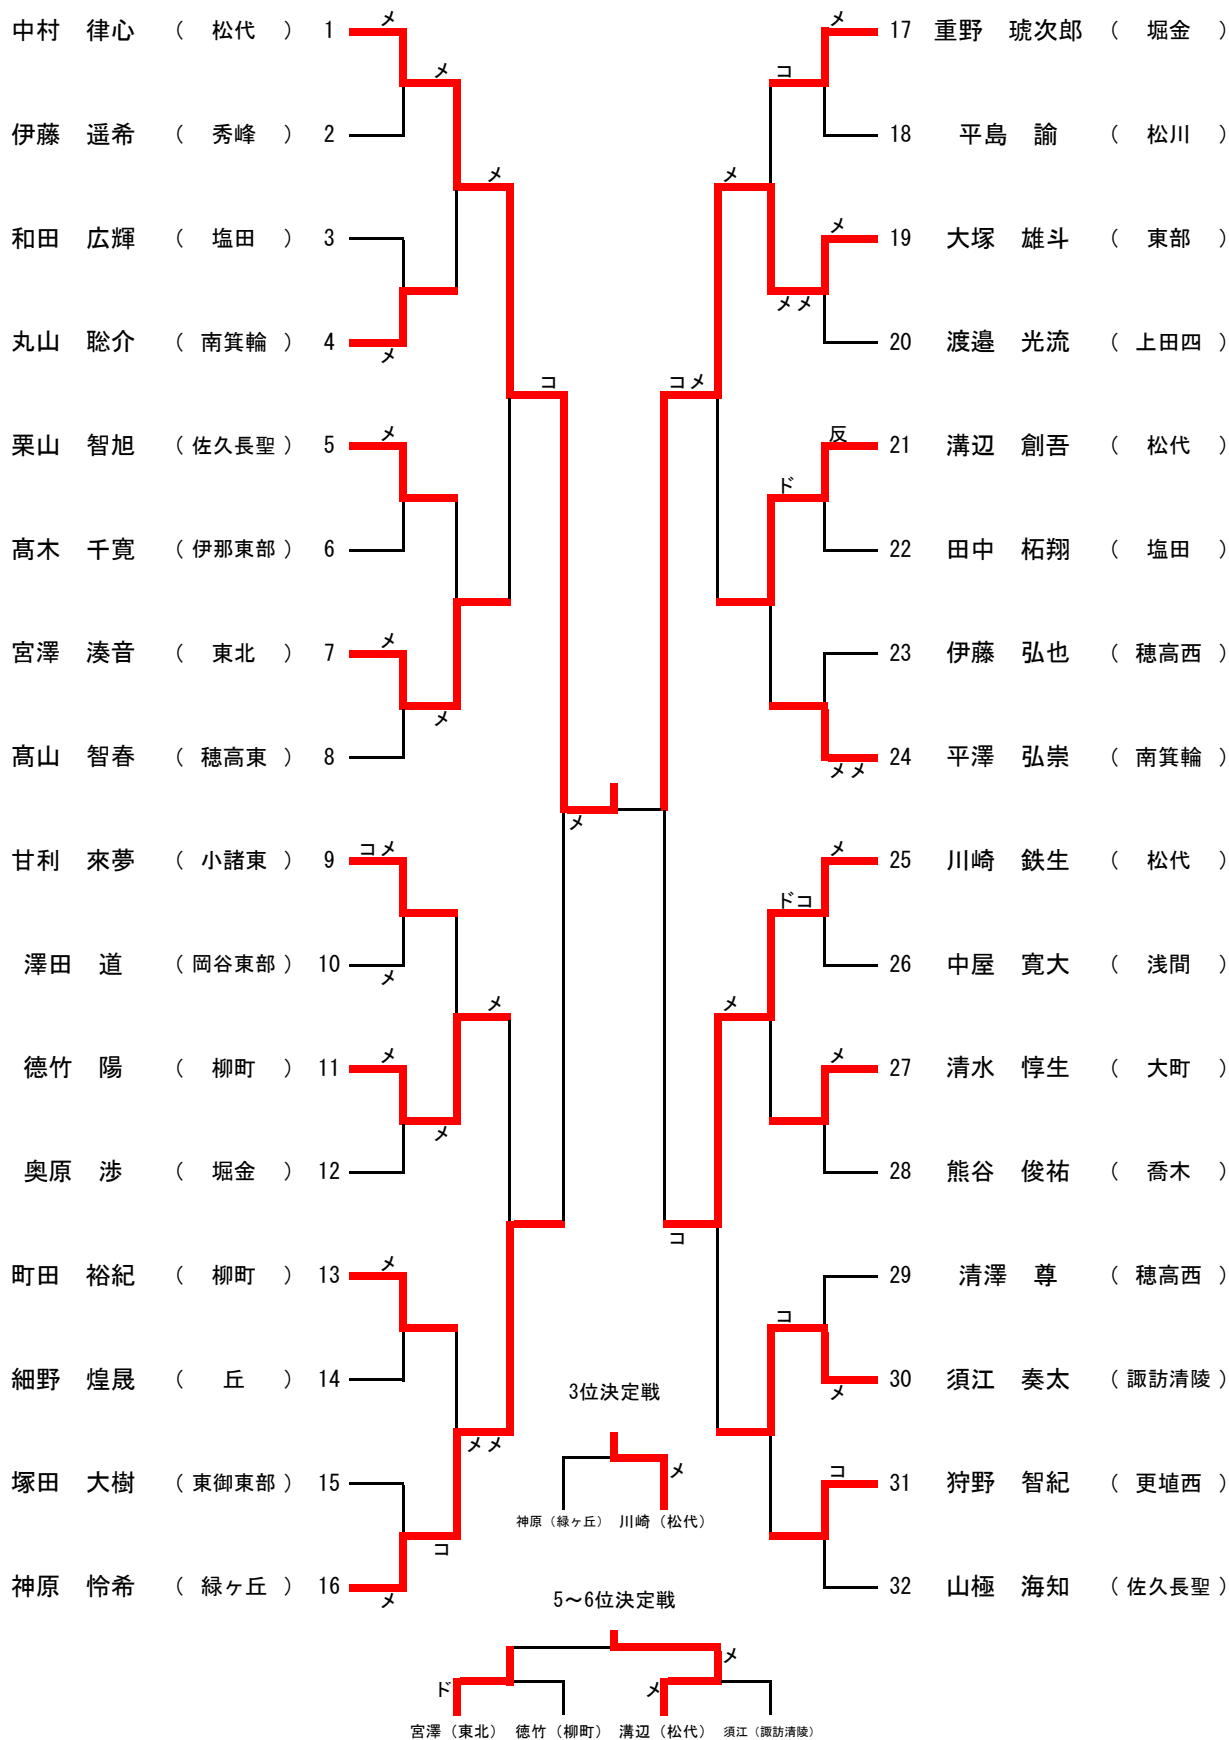 メ
中村 律心 （ 松代 ） 1
メ
伊藤 遥希 （ 秀峰 ） 2
メ
和田 広輝 （ 塩田 ） 3
丸山 聡介 （ 南箕輪 ） 4
メ
コ
メ
栗山 智旭 （ 佐久長聖 ） 5
髙木 千寛 （ 伊那東部 ） 6
メ
宮澤 湊音 （ 東北 ） 7
メ
髙山 智春 （ 穂高東 ） 8
メ
コメ
甘利 來夢 （ 小諸東 ） 9
澤田 道 （ 岡谷東部 ） 10
メ
メ
メ
德竹 陽 （ 柳町 ） 11
メ
奥原 渉 （ 堀金 ） 12
メ
町田 裕紀 （ 柳町 ） 13
細野 煌晟 （ 丘 ） 14
メメ
塚田 大樹 （ 東御東部 ） 15
コ
神原 怜希 （ 緑ヶ丘 ） 16
メ
メ
17 重野 琥次郎 （ 堀金 ）
コ
18 平島 諭 （ 松川 ）
メ
メ
19 大塚 雄斗 （ 東部 ）
メメ
20 渡邉 光流 （ 上田四 ）
コメ
反
21 溝辺 創吾 （ 松代 ）
ド
22 田中 柘翔 （ 塩田 ）
23 伊藤 弘也 （ 穂高西 ）
24 平澤 弘崇 （ 南箕輪 ）
メメ
メ
25 川崎 鉄生 （ 松代 ）
ドコ
26 中屋 寛大 （ 浅間 ）
メ
メ
27 清水 惇生 （ 大町 ）
28 熊谷 俊祐 （ 喬木 ）
コ
29 清澤 尊 （ 穂高西 ）
コ
30 須江 奏太 （ 諏訪清陵 ）
メ
コ
31 狩野 智紀 （ 更埴西 ）
32 山極 海知 （ 佐久長聖 ）
3位決定戦
メ
神原（緑ヶ丘） 川崎（松代）
5～6位決定戦
メ
ド メ
宮澤（東北） 徳竹（柳町） 溝辺（松代） 須江（諏訪清陵）